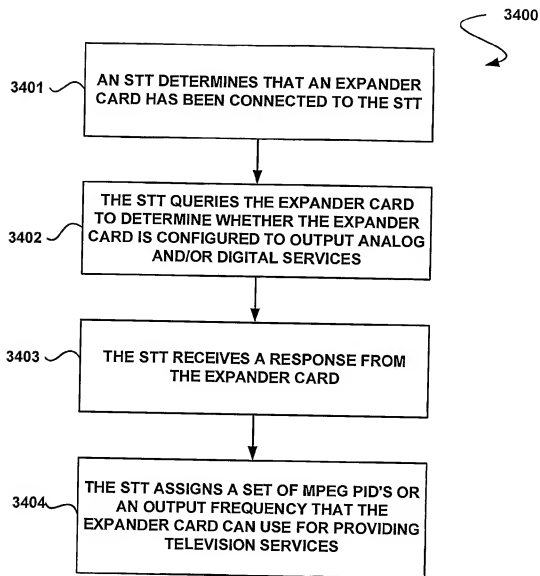 3400
3401
AN STT DETERMINES THAT AN EXPANDER
CARD HAS BEEN CONNECTED TO THE STT
3402
THE STT QUERIES THE EXPANDER CARD
TO DETERMINE WHETHER THE EXPANDER
CARD IS CONFIGURED TO OUTPUT ANALOG
AND/OR DIGITAL SERVICES
3403
THE STT RECEIVES A RESPONSE FROM
THE EXPANDER CARD
3404
THE STT ASSIGNS A SET OF MPEG PID'S OR
AN OUTPUT FREQUENCY THAT THE
EXPANDER CARD CAN USE FOR PROVIDING
TELEVISION SERVICES